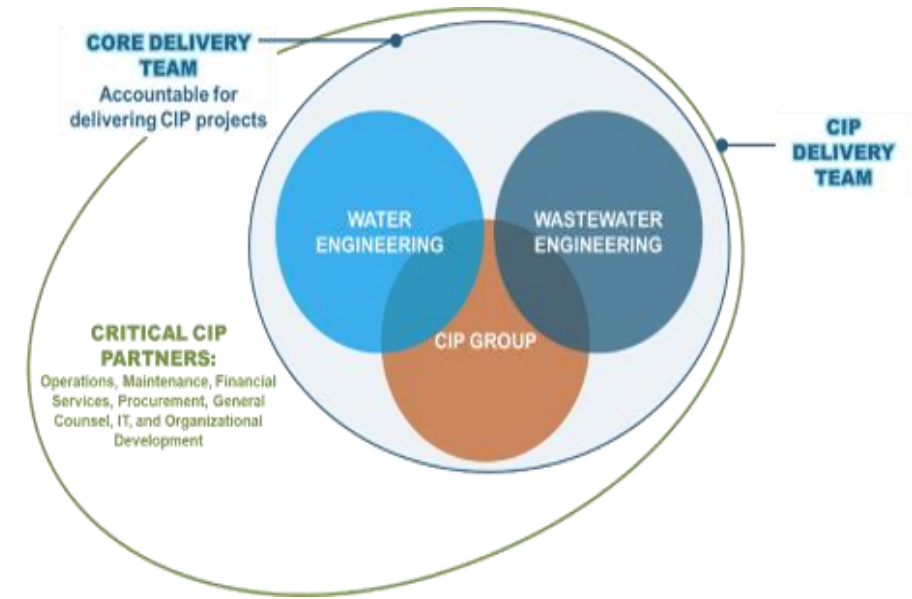 CORE DELIVERY
TEAM
Accountable for
delivering CIP projects
CIP
DELIVERY
TEAM
WATER
ENGINEERING
WASTEWATER
ENGINEERING
CIP GROUP
CRITICAL CIP
PARTNERS:
Operations, Maintenance, Financial
Services, Procurement, General
Counsel, IT, and Organizational
Development